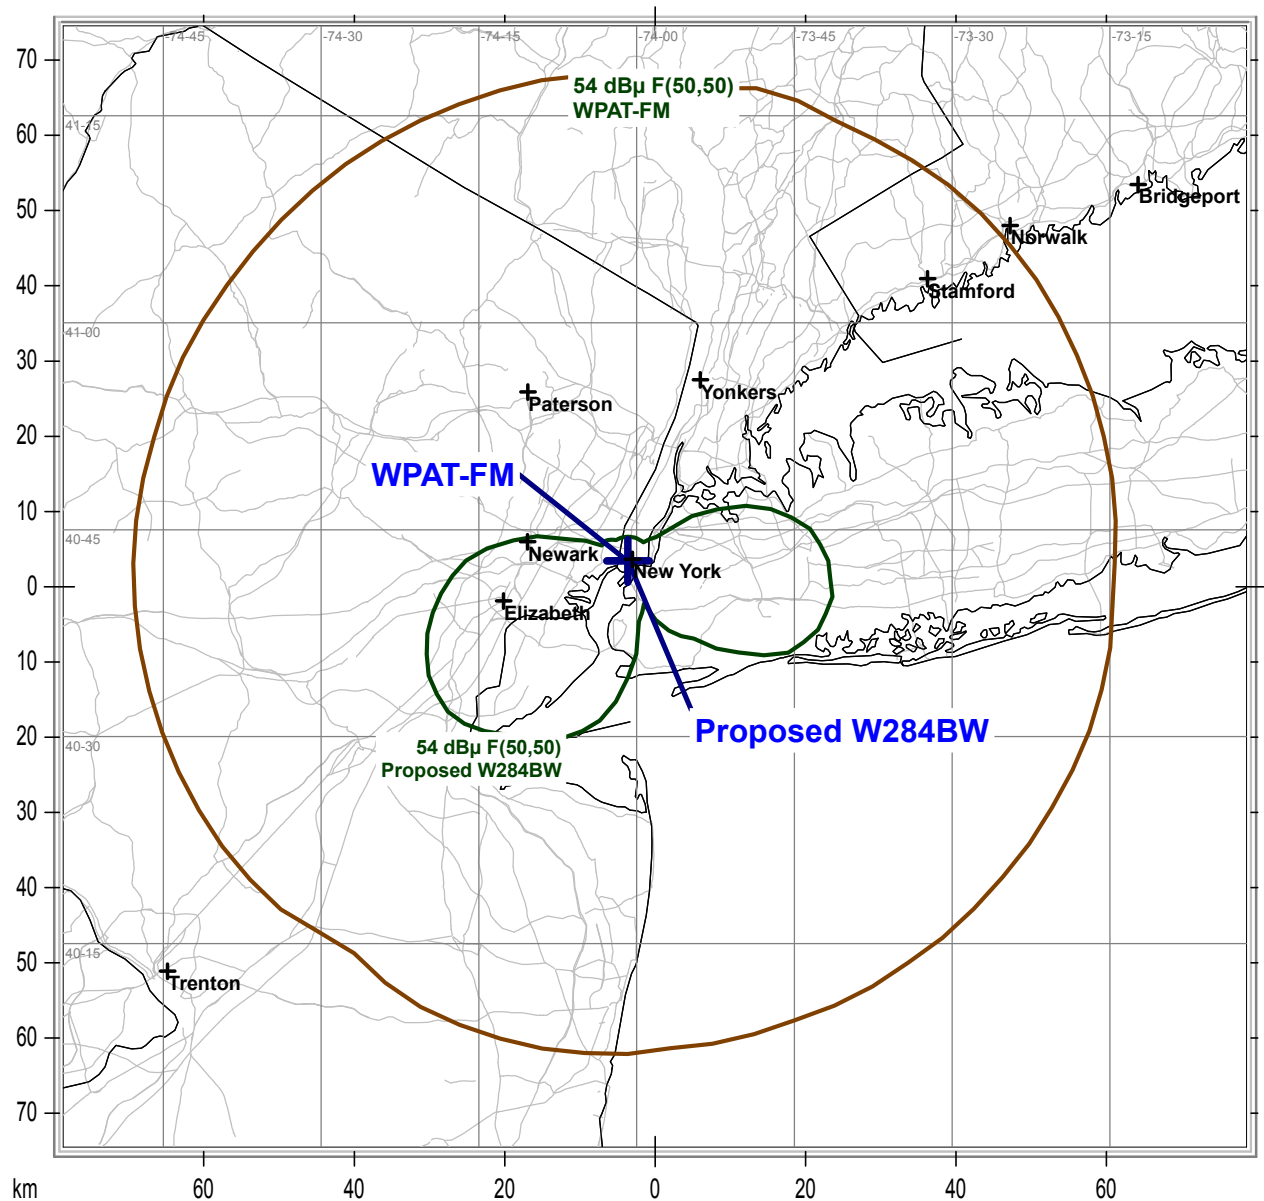 -74-45
-74-30
-74-15
-74-00
-73-45
-73-30
-73-15
70
54 dBµ F(50,50)
WPAT-FM
41-15
60
50
Bridgeport
Norwalk
40
Stamford
41-00
30
Yonkers
Paterson
20
WPAT-FM
10
40-45
Newark
New York
0
Elizabeth
10
Proposed W284BW
20
40-30
54 dBµ F(50,50)
Proposed W284BW
30
40
50
40-15
Trenton
60
70
km
60
40
20
0
20
40
60